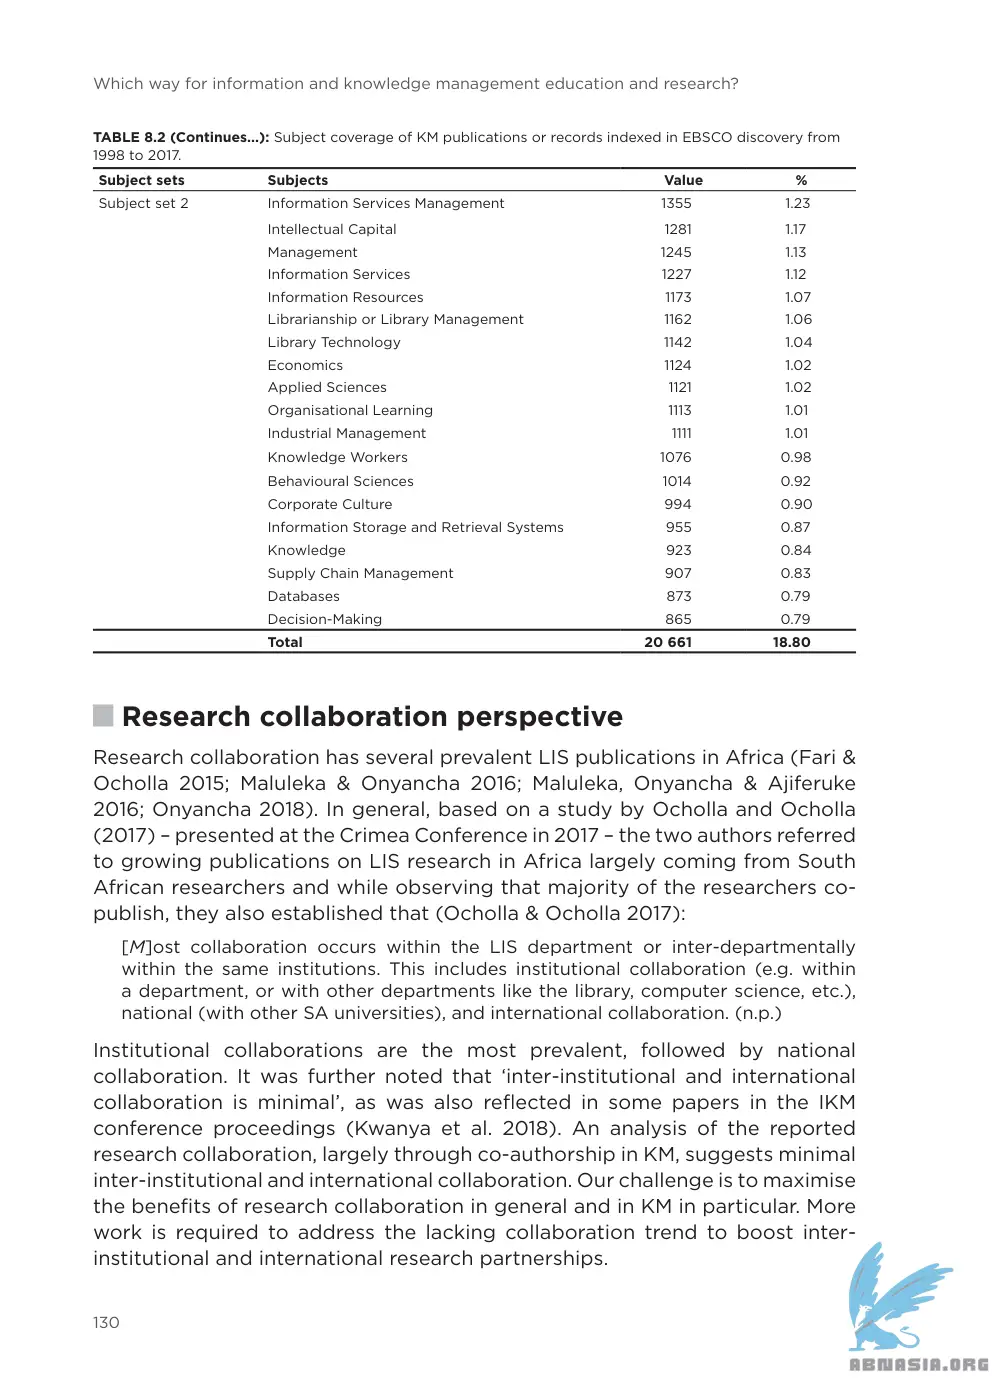 Which way for information and knowledge management education and research?
TABLE 8.2 (Continues...): Subject coverage of KM publications or records indexed in EBSCO discovery from
1998 to 2017.
Subject sets Subjects Value %
Subject set 2 Information Services Management 1355 1.23
Intellectual Capital 1281 1.17
Management 1245 1.13
Information Services 1227 1.12
Information Resources 1173 1.07
Librarianship or Library Management 1162 1.06
Library Technology 1142 1.04
Economics 1124 1.02
Applied Sciences 1121 1.02
Organisational Learning 1113 1.01
Industrial Management 1111 1.01
Knowledge Workers 1076 0.98
Behavioural Sciences 1014 0.92
Corporate Culture 994 0.90
Information Storage and Retrieval Systems 955 0.87
Knowledge 923 0.84
Supply Chain Management 907 0.83
Databases 873 0.79
Decision-Making 865 0.79
Total 20 661 18.80
Research collaboration perspective
Research collaboration has several prevalent LIS publications in Africa (Fari &
Ocholla 2015; Maluleka & Onyancha 2016; Maluleka, Onyancha & Ajiferuke
2016; Onyancha 2018). In general, based on a study by Ocholla and Ocholla
(2017) – presented at the Crimea Conference in 2017 – the two authors referred
to growing publications on LIS research in Africa largely coming from South
African researchers and while observing that majority of the researchers co-
publish, they also established that (Ocholla & Ocholla 2017):
[M]ost collaboration occurs within the LIS department or inter-departmentally
within the same institutions. This includes institutional collaboration (e.g. within
a department, or with other departments like the library, computer science, etc.),
national (with other SA universities), and international collaboration. (n.p.)
Institutional collaborations are the most prevalent, followed by national
collaboration. It was further noted that ‘inter-institutional and international
collaboration is minimal’, as was also reflected in some papers in the IKM
conference proceedings (Kwanya et al. 2018). An analysis of the reported
research collaboration, largely through co-authorship in KM, suggests minimal
inter-institutional and international collaboration. Our challenge is to maximise
the benefits of research collaboration in general and in KM in particular. More
work is required to address the lacking collaboration trend to boost inter-
institutional and international research partnerships.
130
ABNASIA.ORG